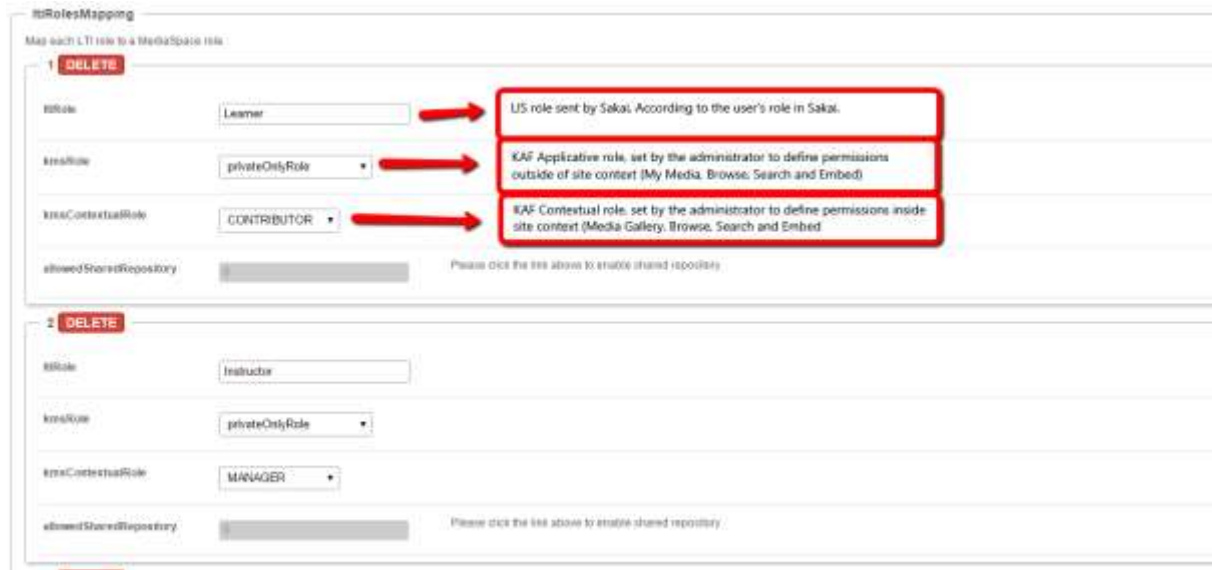 ltiRolesMapping
Map each LTI role to a MediaSpace role
1 DELETE
ltiRole
Learner
LIS role sent by Sakai. According to the user's role in Sakai.
kmsRole
privateOnlyRole
KAF Applicative role, set by the administrator to define permissions
outside of site context (My Media, Browse, Search and Embed)
kmsContextualRole
CONTRIBUTOR
KAF Contextual role, set by the administrator to define permissions inside
site context (Media Gallery, Browse, Search and Embed
allowedSharedRepository
Please click the link above to enable shared repository
2 DELETE
ltiRole
Instructor
kmsRole
privateOnlyRole
kmsContextualRole
MANAGER
allowedSharedRepository
Please click the link above to enable shared repository